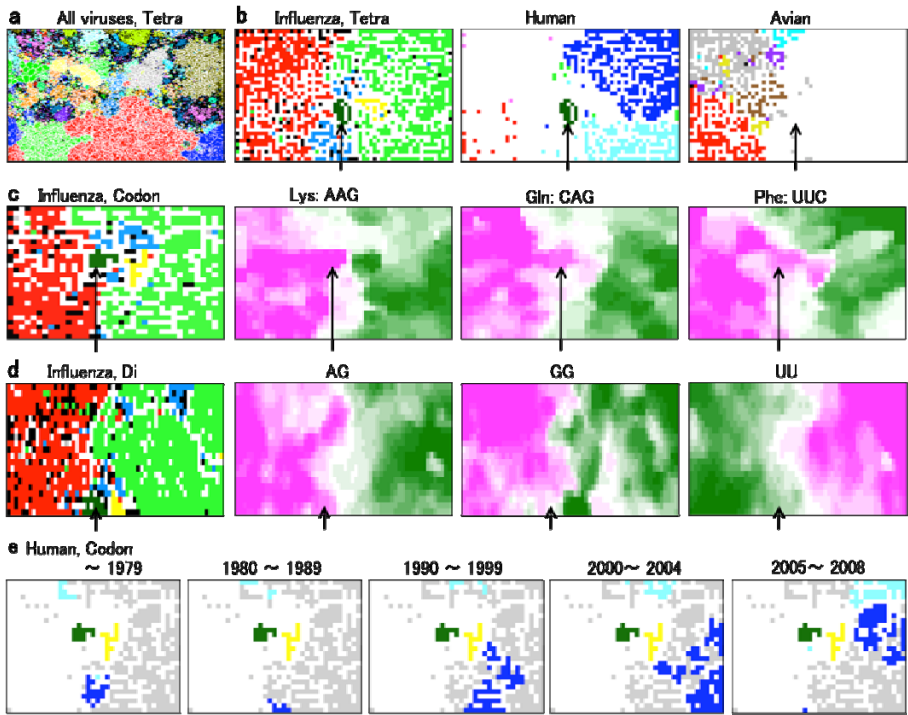 a All viruses, Tetra b Influenza, Tetra Human Avian
c Influenza, Codon Lys: AAG Gln: CAG Phe: UUC
d Influenza, Di AG GG UU
e Human, Codon
～ 1979 1980 ～ 1989 1990 ～ 1999 2000～ 2004 2005～ 2008